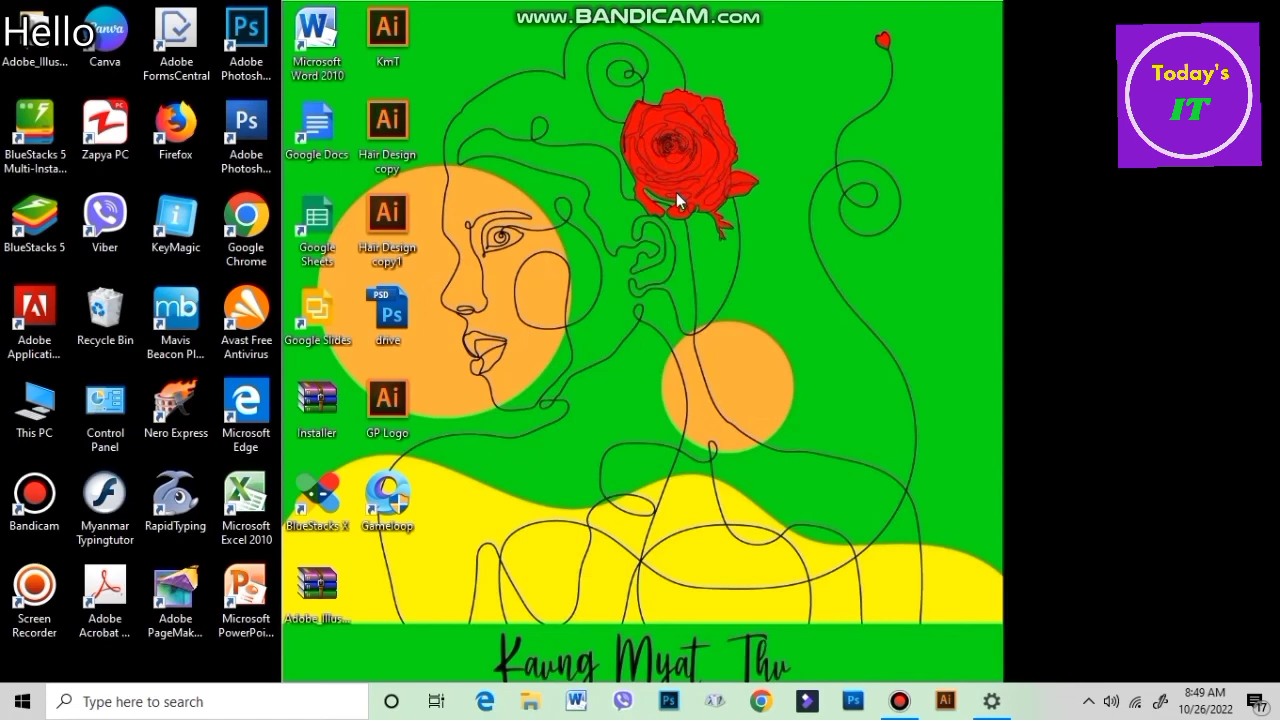 www.BANDICAM.com
Hello
Today's
IT
Adobe_Illus...
Canva
Adobe
FormsCentral
Adobe
Photosh...
Microsoft
Word 2010
KmT
BlueStacks 5
Multi-Insta...
Zapya PC
Firefox
Adobe
Photosh...
Google Docs
Hair Design
copy
BlueStacks 5
Viber
KeyMagic
Google
Chrome
Google
Sheets
Hair Design
copy1
Adobe
Applicati...
Recycle Bin
Mavis
Beacon Pl...
Avast Free
Antivirus
Google Slides
PSD
drive
This PC
Control
Panel
Nero Express
Microsoft
Edge
Installer
GP Logo
Bandicam
Myanmar
Typingtutor
RapidTyping
Microsoft
Excel 2010
BlueStacks X
Gameloop
Screen
Recorder
Adobe
Acrobat ...
Adobe
PageMak...
Microsoft
PowerPoi...
Adobe_Illus...
Kaung Myat Thu
Type here to search
8:49 AM
10/26/2022
17